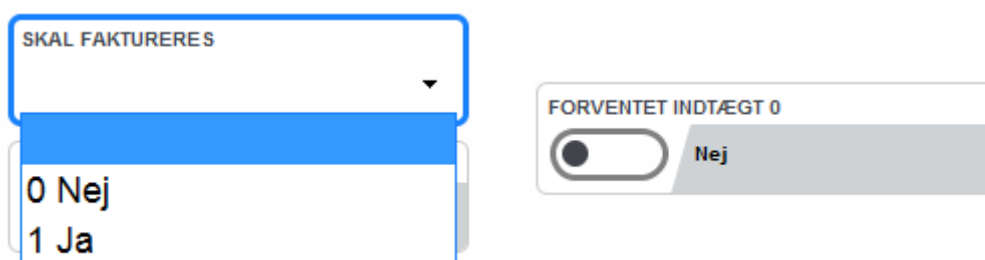 SKAL FAKTURERES
0 Nej
1 Ja
FORVENTET INDTÆGT 0
Nej